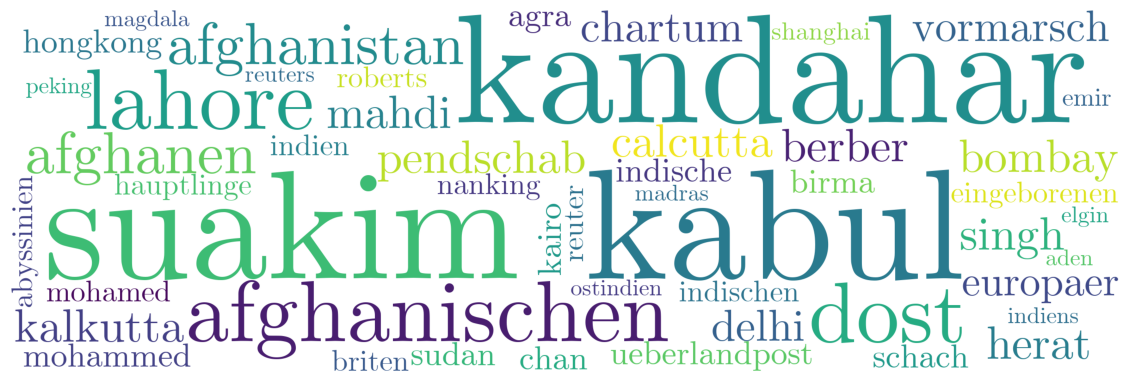 magdala
agra
chartum
shanghai
vormarsch
hongkong
afghanistan
kandahar
reuters
roberts
peking
lahore
mahdi
emir
afghanen
indien
pendschab
calcutta
berber
bombay
hauptlinge
nanking
indische
madras
birma
eingeborenen
abyssinien
suakim
kairo
reuter
kabul
singh
elgin
aden
mohamed
afghanischen
ostindien
indischen
dost
europaer
kalkutta
delhi
indiens
herat
mohammed
briten
sudan
chan
ueberlandpost
schach